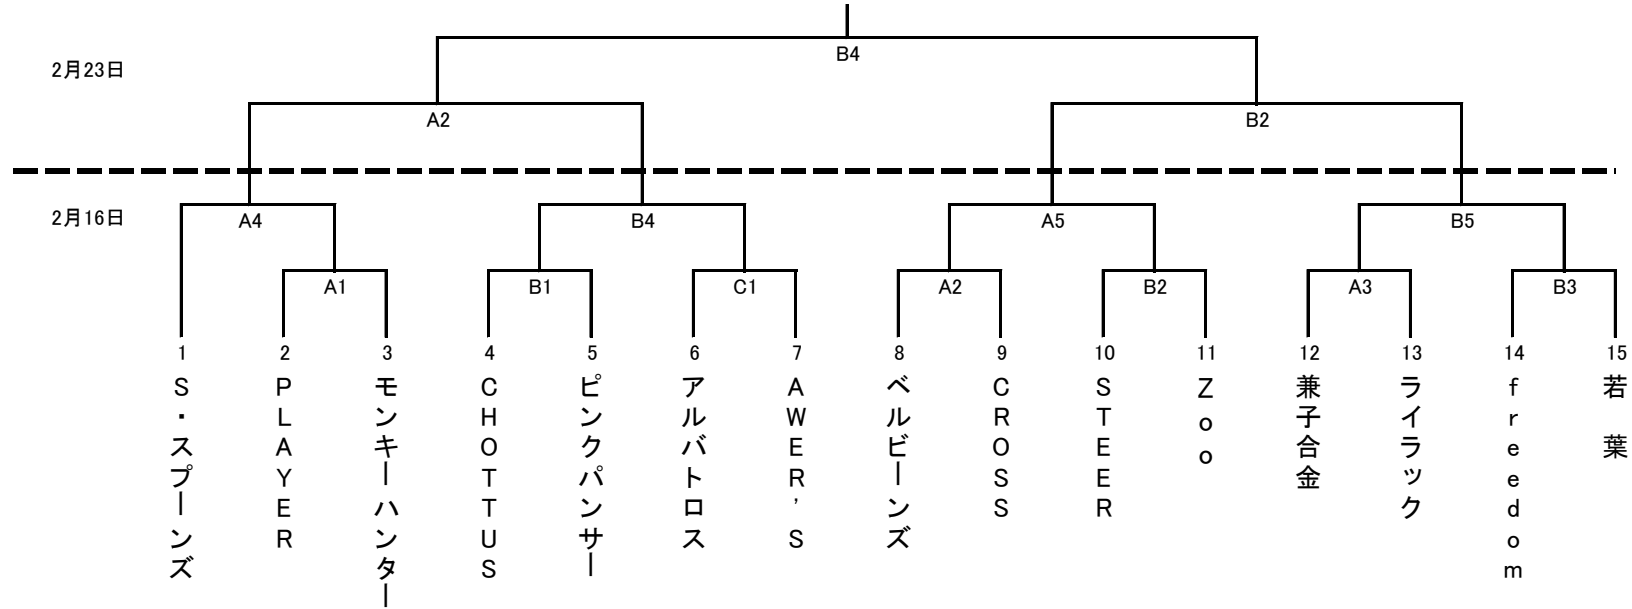 B4
2月23日
A2
B2
2月16日
A4
B4
A5
B5
A1
B1
C1
A2
B2
A3
B3
1
2
3
4
5
6
7
8
9
10
11
12
13
14
15
S・スプーンズ
PLAYER
モンキーハンター
CHOTTUS
ピンクパンサー
アルバトロス
AWER'S
ベルビーンズ
CROSS
STEER
Zoo
兼子合金
ライラック
freedom
若 葉